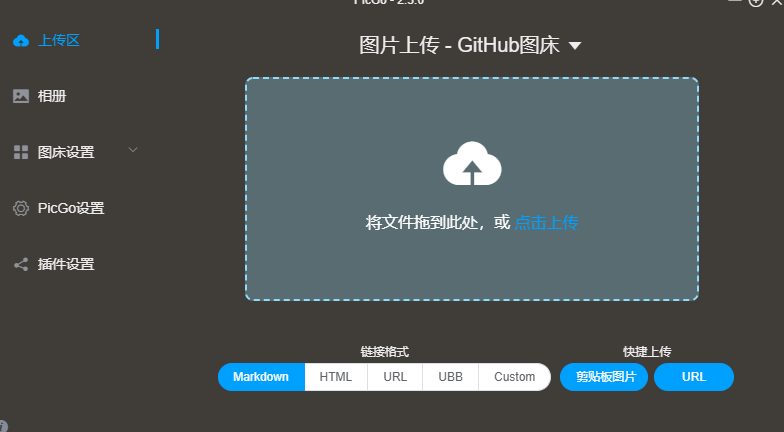 PicGo - 2.3.0
上传区
相册
图床设置
PicGo设置
插件设置
图片上传 - GitHub图床
将文件拖到此处，或 点击上传
链接格式
Markdown HTML URL UBB Custom
快捷上传
剪贴板图片 URL